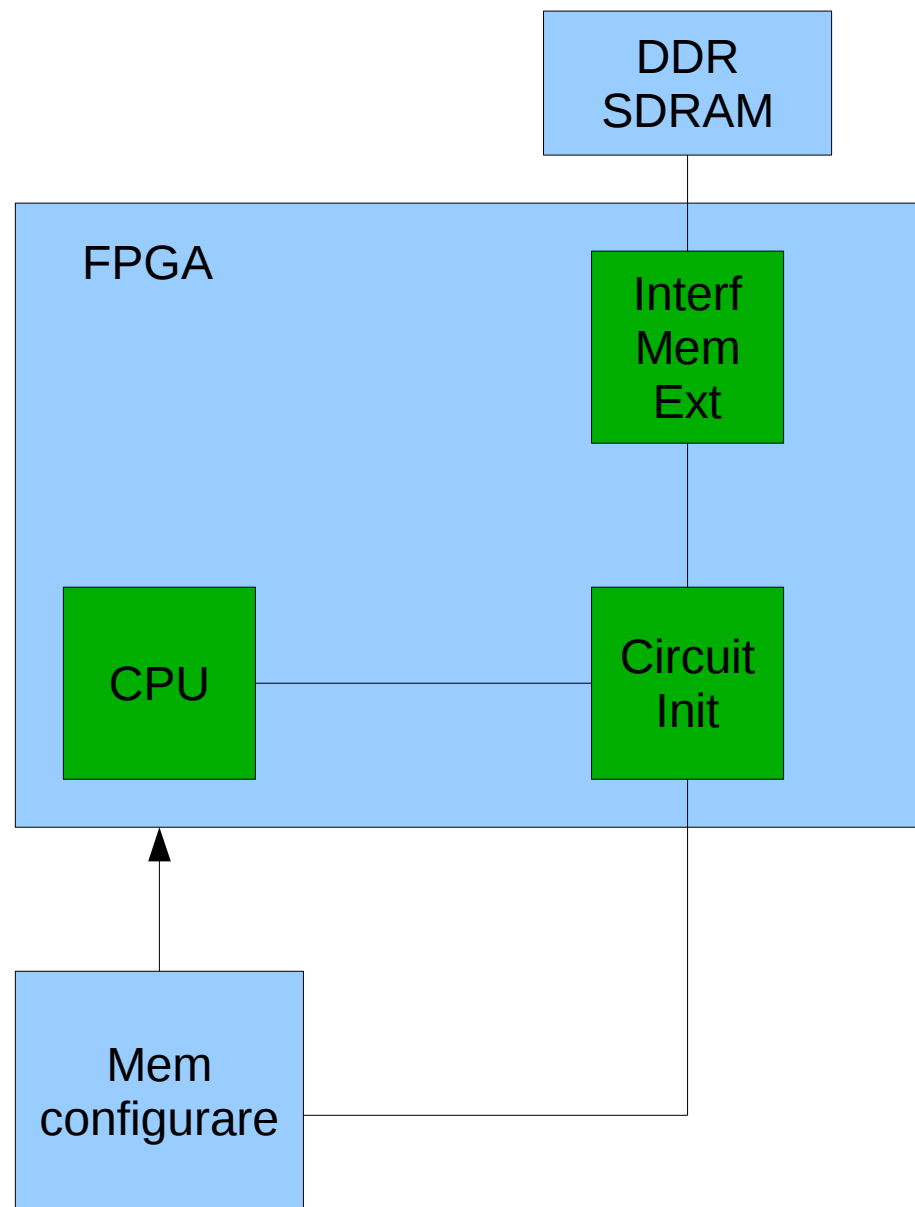 DDR
SDRAM
FPGA
Interf
Mem
Ext
CPU
Circuit
Init
Mem
configurare